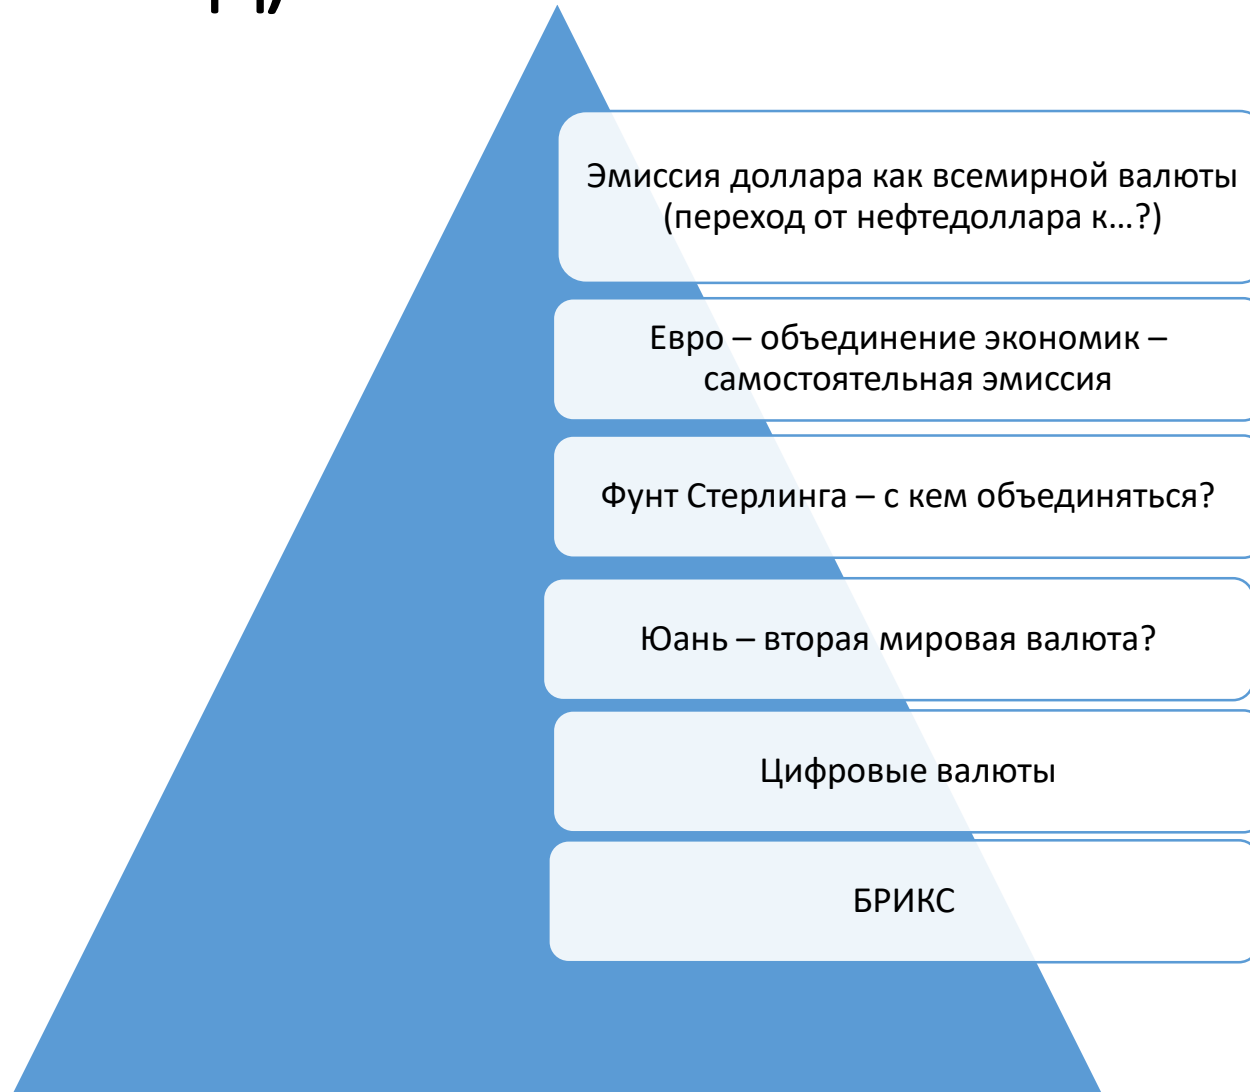 Эмиссия доллара как всемирной валюты
(переход от нефтедоллара к...?)
Евро – объединение экономик –
самостоятельная эмиссия
Фунт Стерлинга – с кем объединяться?
Юань – вторая мировая валюта?
Цифровые валюты
БРИКС